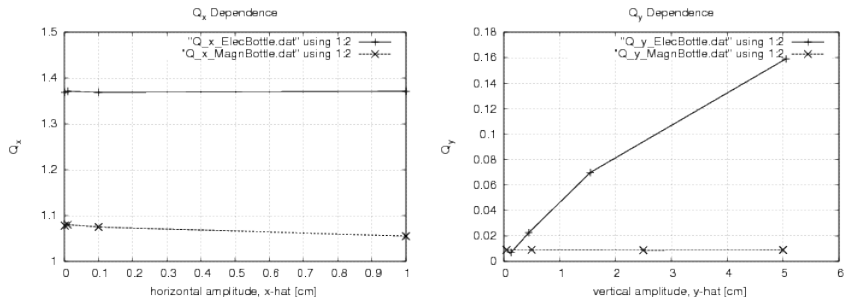 Qx Dependence
"Q_x_ElecBottle.dat" using 1:2
"Q_x_MagnBottle.dat" using 1:2
1.5
1.4
1.3
1.2
1.1
1
Qx
0 0.1 0.2 0.3 0.4 0.5 0.6 0.7 0.8 0.9 1
horizontal amplitude, x-hat [cm]
Qy Dependence
"Q_y_ElecBottle.dat" using 1:2
"Q_y_MagnBottle.dat" using 1:2
0.18
0.16
0.14
0.12
0.1
0.08
0.06
0.04
0.02
0
Qy
0 1 2 3 4 5 6
vertical amplitude, y-hat [cm]